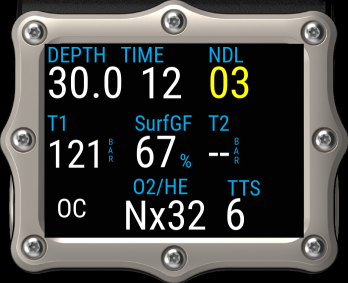 DEPTH TIME NDL
30.0 12 03
T1 SurfGF T2
121 BAR 67 % -- BAR
O2/HE TTS
OC Nx32 6